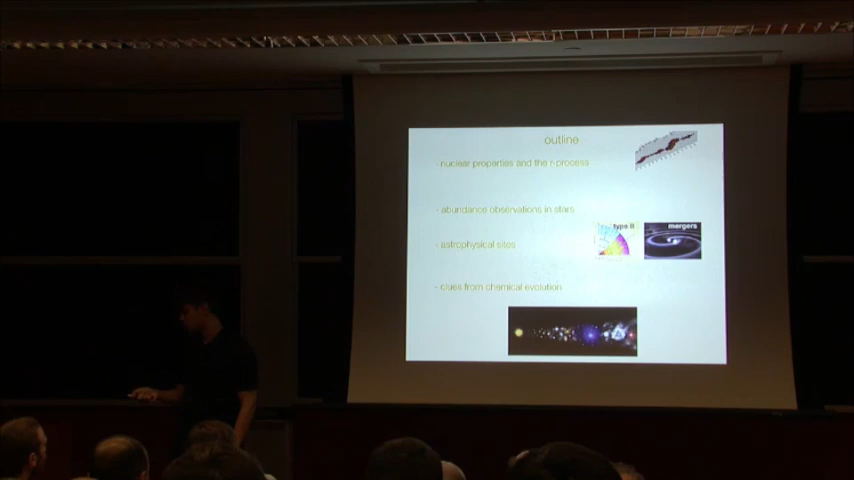 outline
- nuclear properties and the r-process
- abundance observations in stars
type II
mergers
- astrophysical sites
- clues from chemical evolution